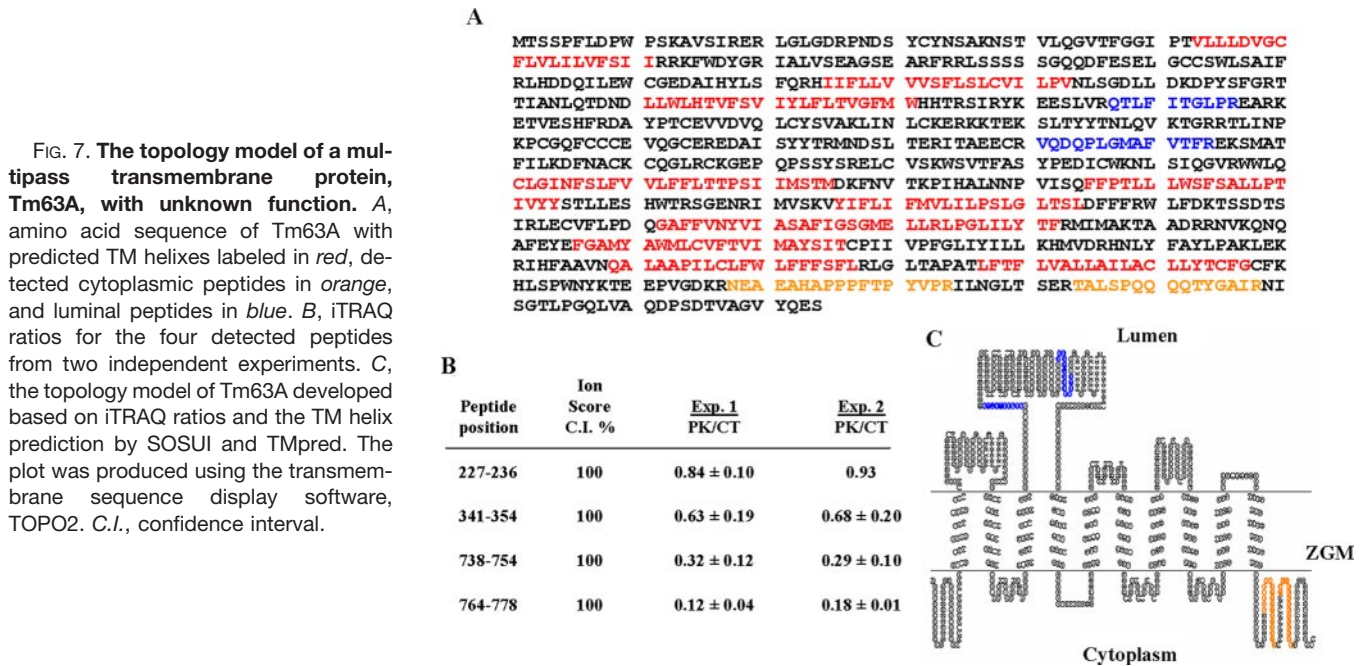 FIG. 7. The topology model of a mul-
tipass transmembrane protein,
Tm63A, with unknown function. A,
amino acid sequence of Tm63A with
predicted TM helixes labeled in red, de-
tected cytoplasmic peptides in orange,
and luminal peptides in blue. B, iTRAQ
ratios for the four detected peptides
from two independent experiments. C,
the topology model of Tm63A developed
based on iTRAQ ratios and the TM helix
prediction by SOSUI and TMpred. The
plot was produced using the transmem-
brane sequence display software,
TOPO2. C.I., confidence interval.
A
MTSSPFLDPW PSKAVSIRER LGLGDRPNDS YCYNSAKNST VLQGVTFGGI PTVLLLDVGC
FLVLILVFSI IRRKFWDYGR IALVSEAGSE ARFRRLSSSS SGQQDFESEL GCCSWLSAIF
RLHDDQILEW CGEDAIHYLS FQRHIIFLLV VVSFLSLCVI LPVNLSGDLL DKDPYSFGRT
TIANLQTDND LLWLHTVFSV IYLFLTVGFM WHHTRSIRYK EESLVRQTLF ITGLPREARK
ETVESHFRDA YPTCEVVDVQ LCYSVAKLIN LCKERKKTEK SLTYYTNLQV KTGRRTLINP
KPCGQFCCCE VQGCEREDAI SYYTRMNDSL TERITAEECR VQDQPLGMAF VTFREKSMAT
FILKDFNACK CQGLRCKGEP QPSSYSRELC VSKWSVTFAS YPEDICWKNL SIQGVRWWLQ
CLGINFSLFV VLFFLTTPSI IMSTMDKFNV TKPIHALNNP VISQFFPTLL LWSFSALLPT
IVYYSTLLES HWTRSGENRI MVSKVYIFLI FMVLILPSLG LTSLDFFFRW LFDKTSSDTS
IRLECVFLPD QGAFFVNYVI ASAFIGSGME LLRLPGLILY TFRMIMAKTA ADRRNVKQNQ
AFEYEFGAMY AWMLCVFTVI MAYSITCPII VPFGLIYILL KHMVDRHNLY FAYLPAKLEK
RIHFAAVNQA LAAPILCLFW LFFFSFLRLG LTAPATLFTF LVALLAILAC LLYTCFGCFK
HLSPWNYKTE EPVGDKRNEA EAHAPPPFTP YVPRILNGLT SERTALSPQQ QQTYGAIRNI
SGTLPGQLVA QDPSDTVAGV YQES
B
Peptide position Ion Score C.I. % Exp. 1 PK/CT Exp. 2 PK/CT
227-236 100 0.84 ± 0.10 0.93
341-354 100 0.63 ± 0.19 0.68 ± 0.20
738-754 100 0.32 ± 0.12 0.29 ± 0.10
764-778 100 0.12 ± 0.04 0.18 ± 0.01
C
Lumen
ZGM
Cytoplasm